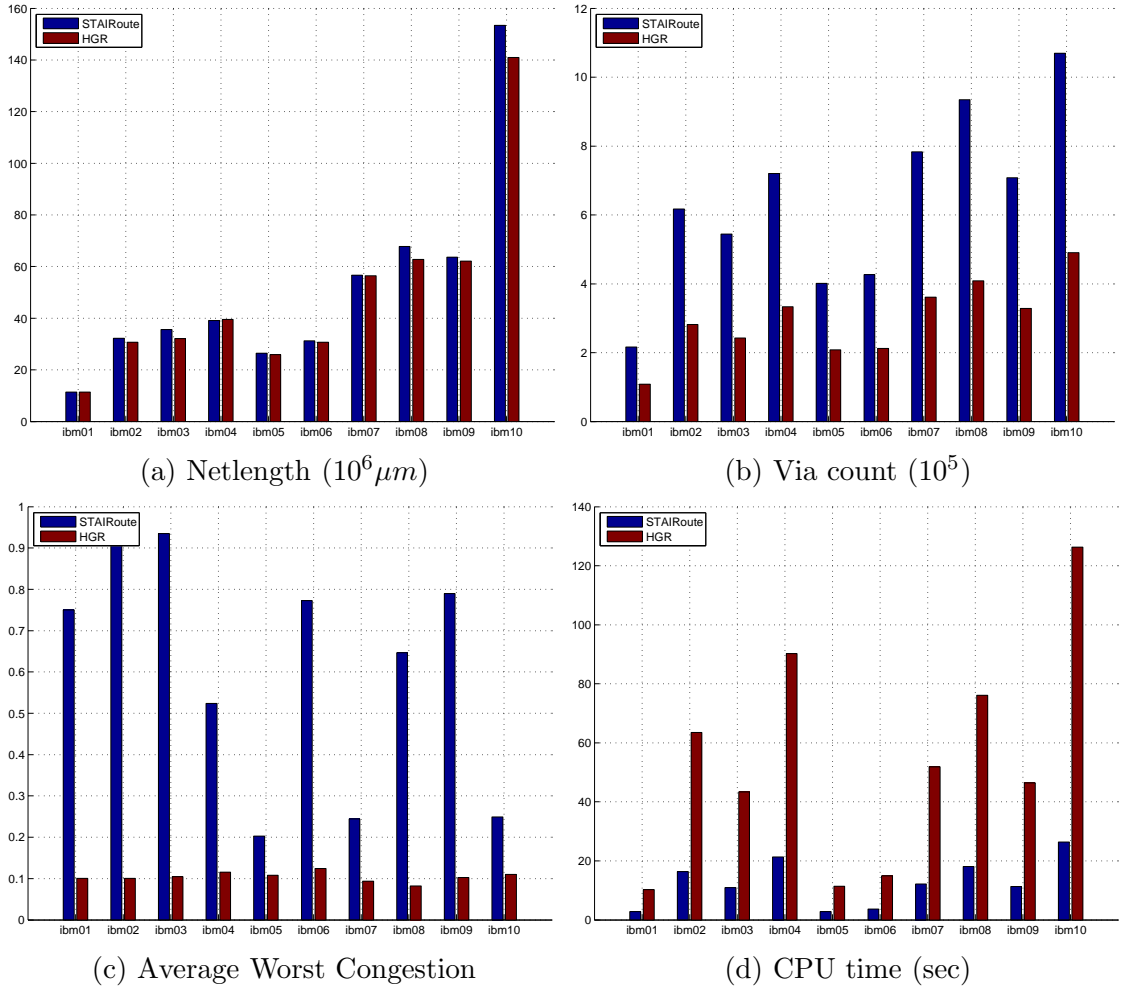 160
140
120
100
80
60
40
20
0
STAIRoute
HGR
ibm01 ibm02 ibm03 ibm04 ibm05 ibm06 ibm07 ibm08 ibm09 ibm10
(a) Netlength (10^6 μm)
12
10
8
6
4
2
0
STAIRoute
HGR
ibm01 ibm02 ibm03 ibm04 ibm05 ibm06 ibm07 ibm08 ibm09 ibm10
(b) Via count (10^5)
1
0.9
0.8
0.7
0.6
0.5
0.4
0.3
0.2
0.1
0
STAIRoute
HGR
ibm01 ibm02 ibm03 ibm04 ibm05 ibm06 ibm07 ibm08 ibm09 ibm10
(c) Average Worst Congestion
140
120
100
80
60
40
20
0
STAIRoute
HGR
ibm01 ibm02 ibm03 ibm04 ibm05 ibm06 ibm07 ibm08 ibm09 ibm10
(d) CPU time (sec)